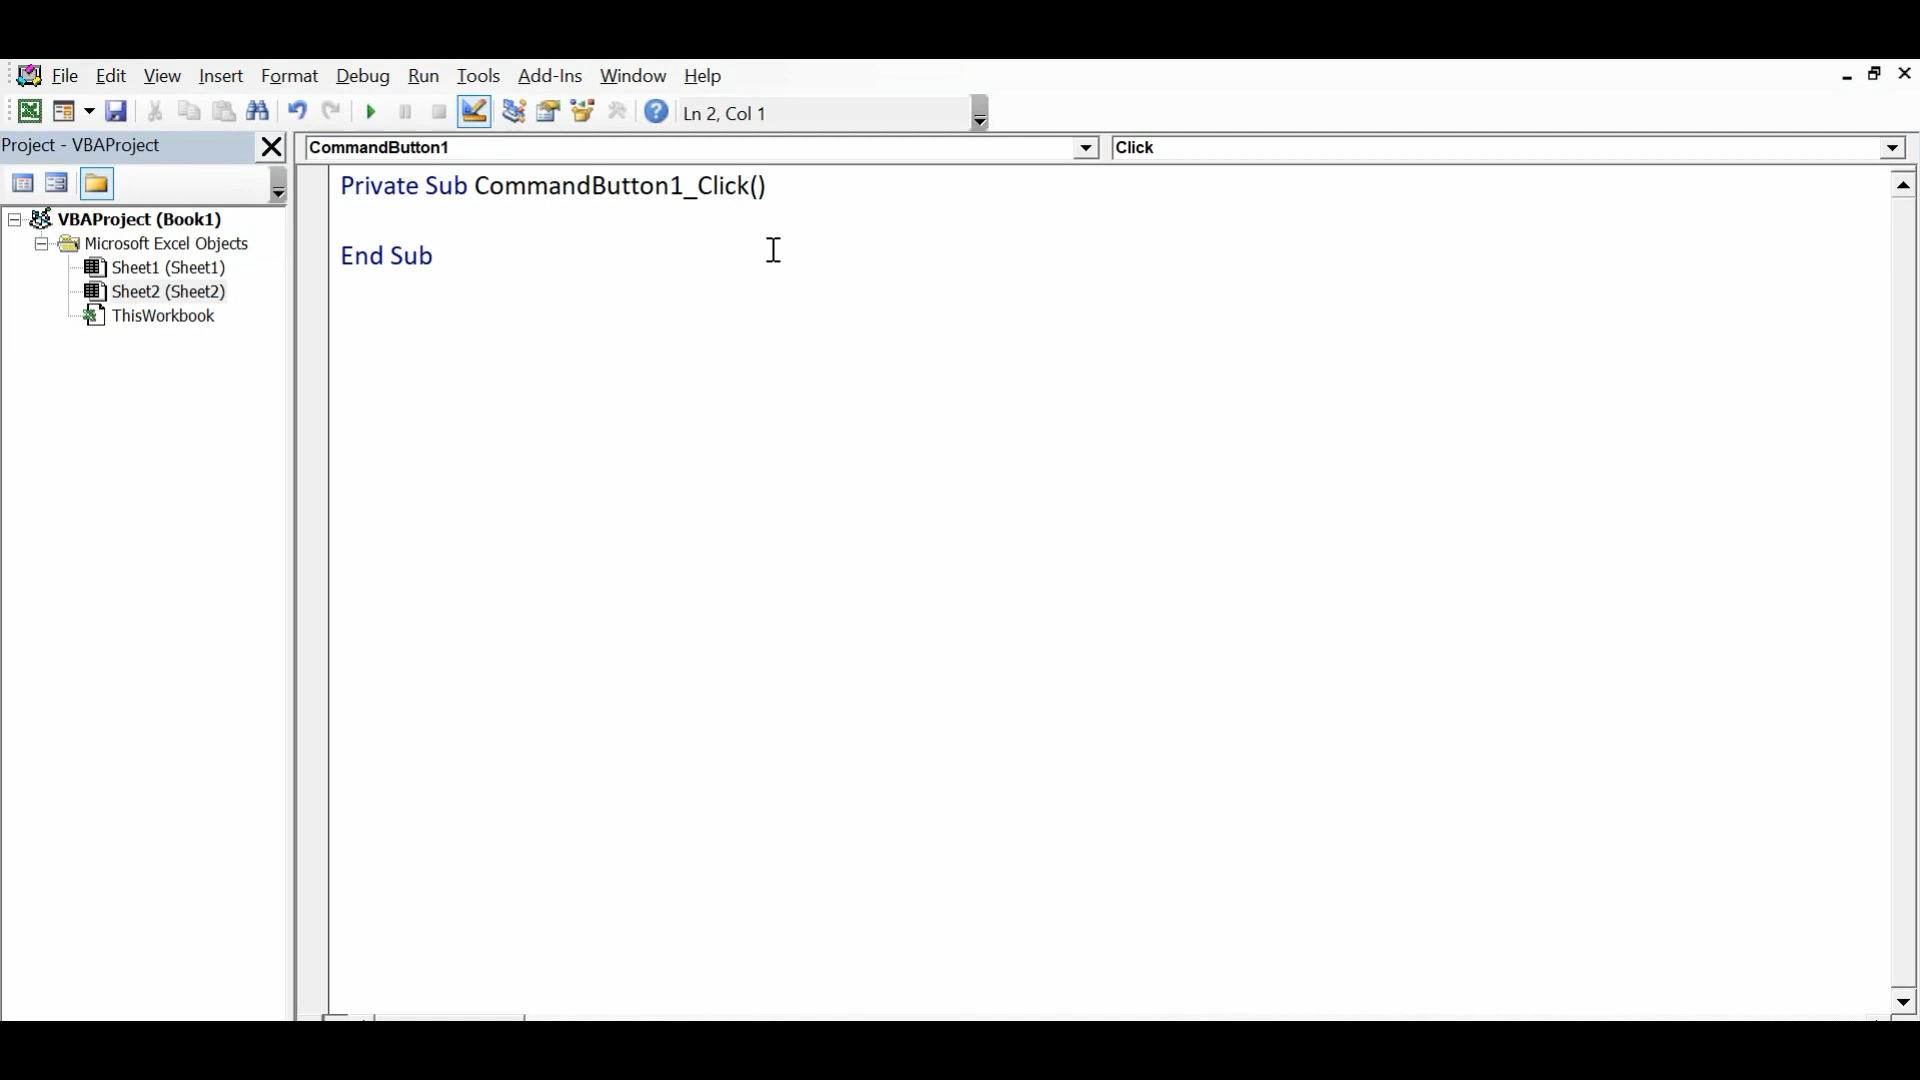 File Edit View Insert Format Debug Run Tools Add-Ins Window Help
Ln 2, Col 1
Project - VBAProject
CommandButton1
Click
VBAProject (Book1)
Microsoft Excel Objects
Sheet1 (Sheet1)
Sheet2 (Sheet2)
ThisWorkbook
Private Sub CommandButton1_Click()
End Sub